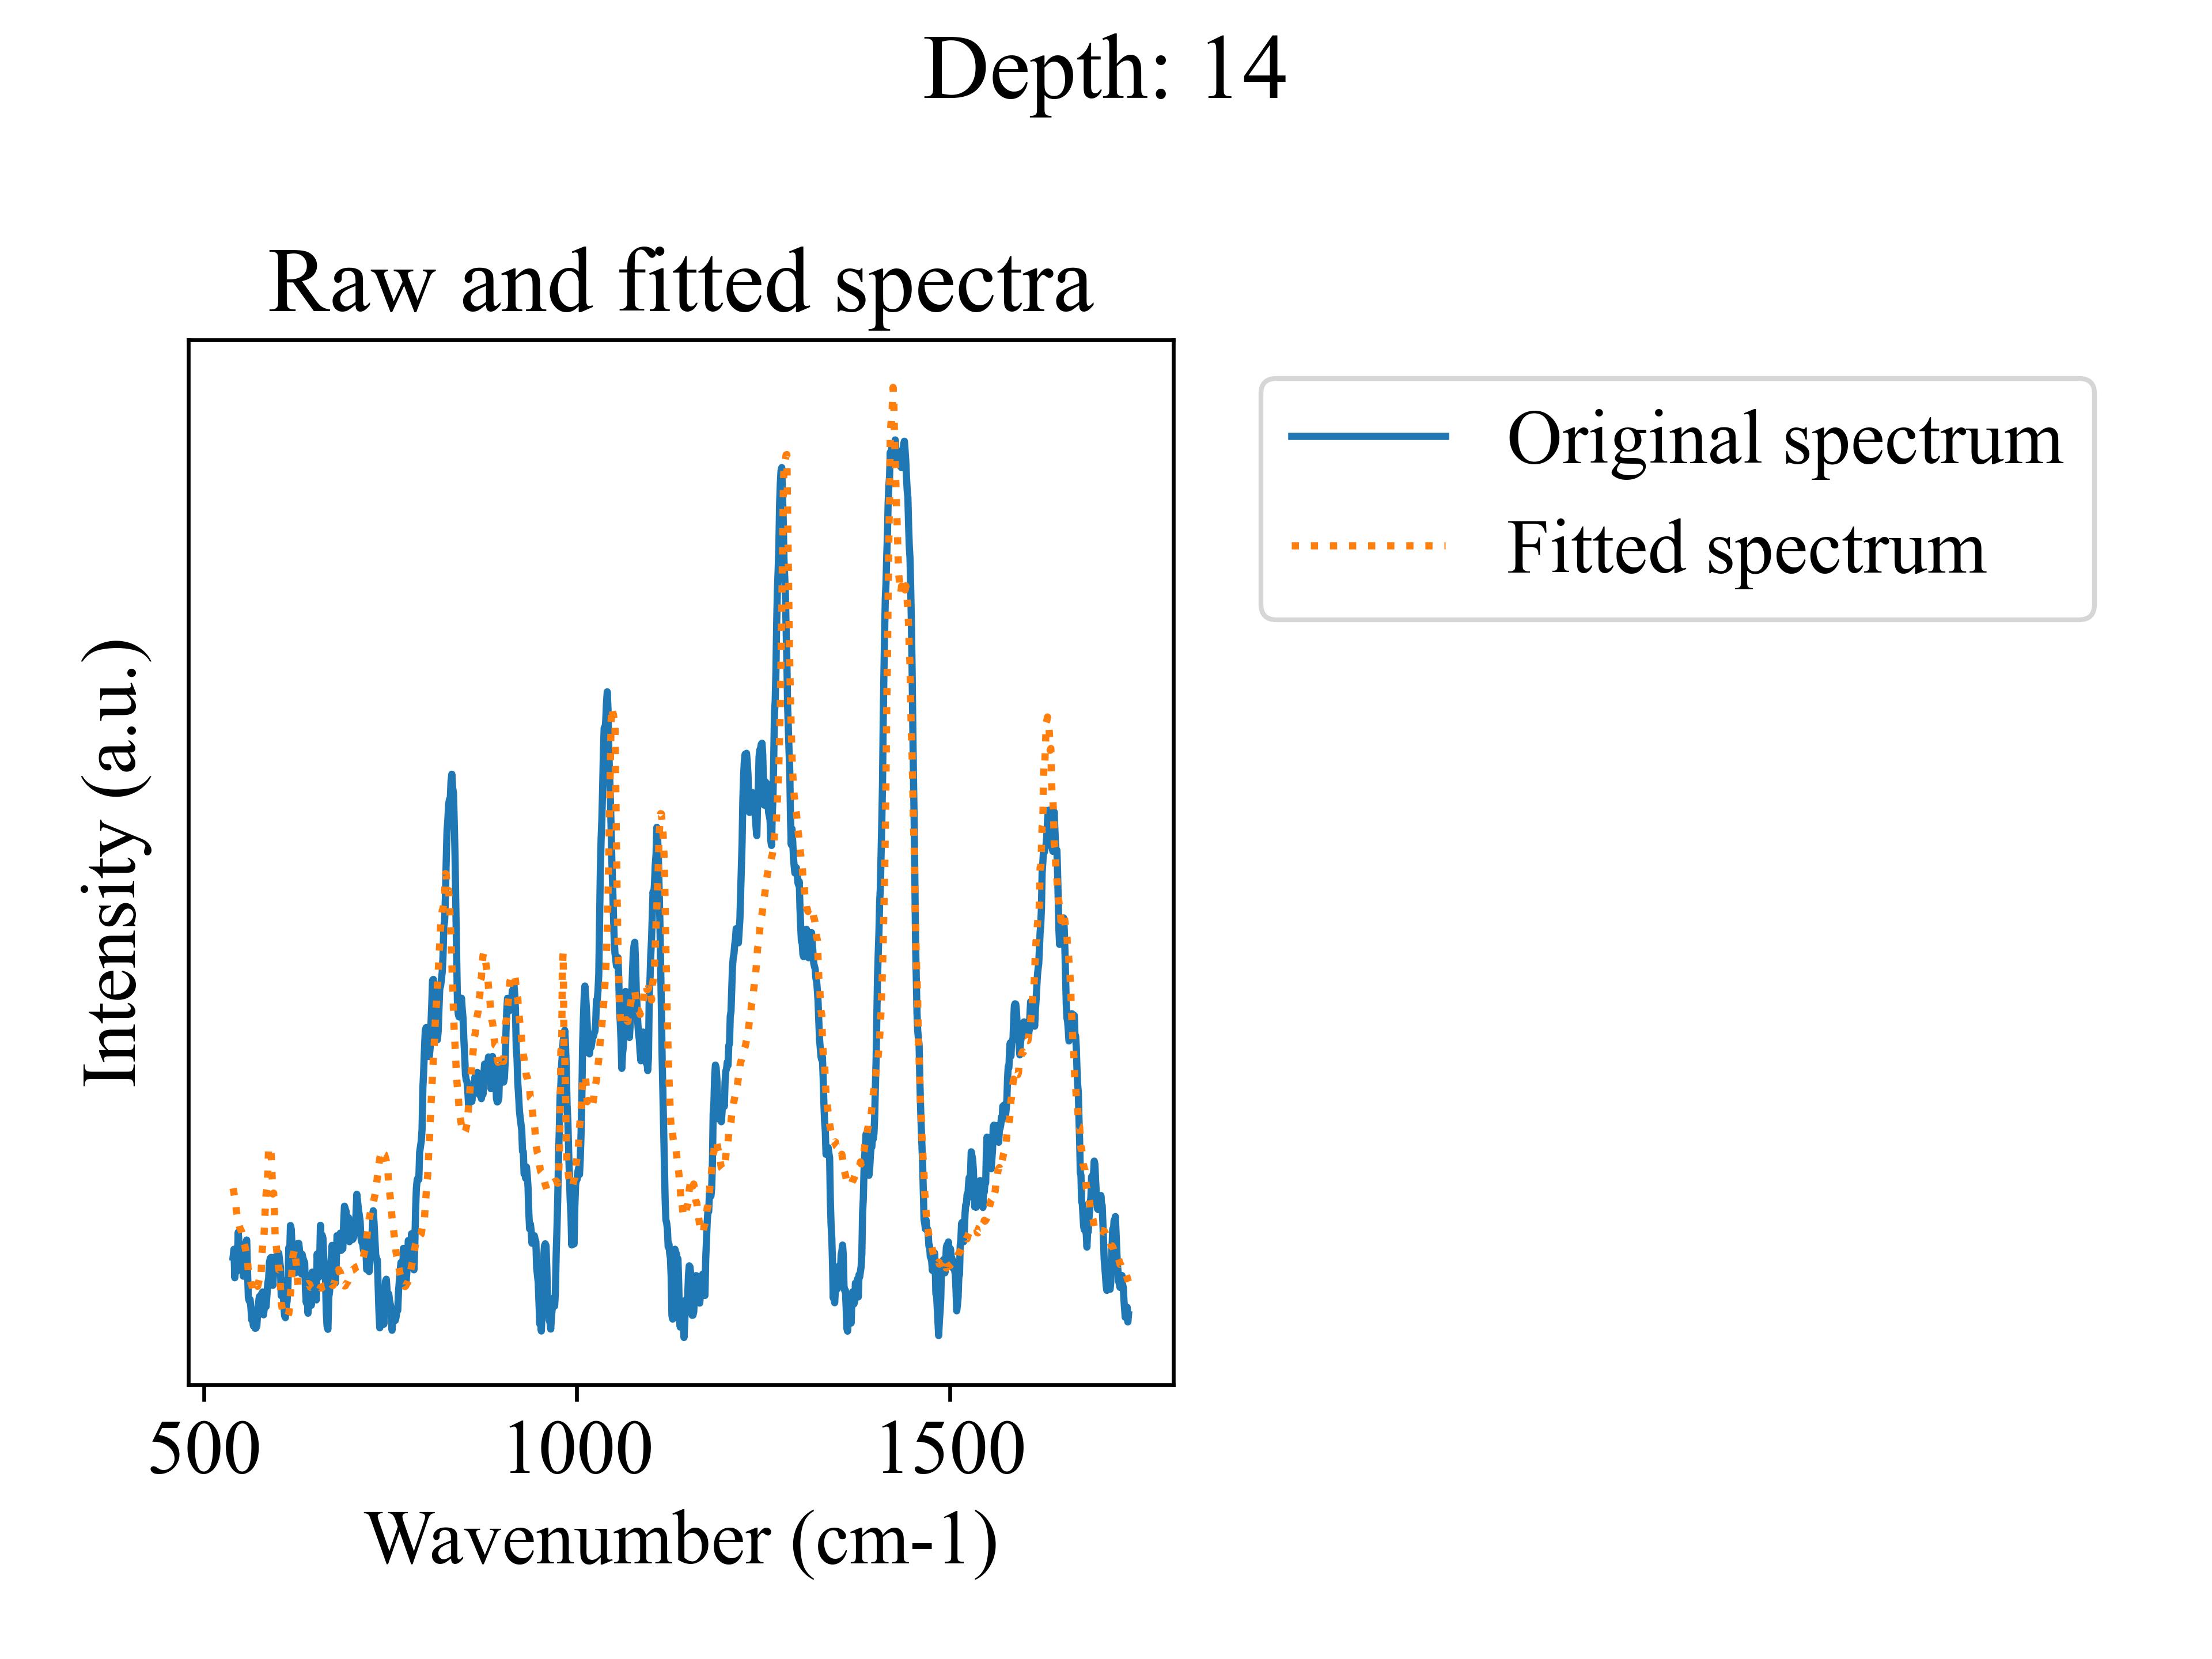 Depth: 14
Raw and fitted spectra
Original spectrum
Fitted spectrum
Intensity (a.u.)
500 1000 1500
Wavenumber (cm-1)